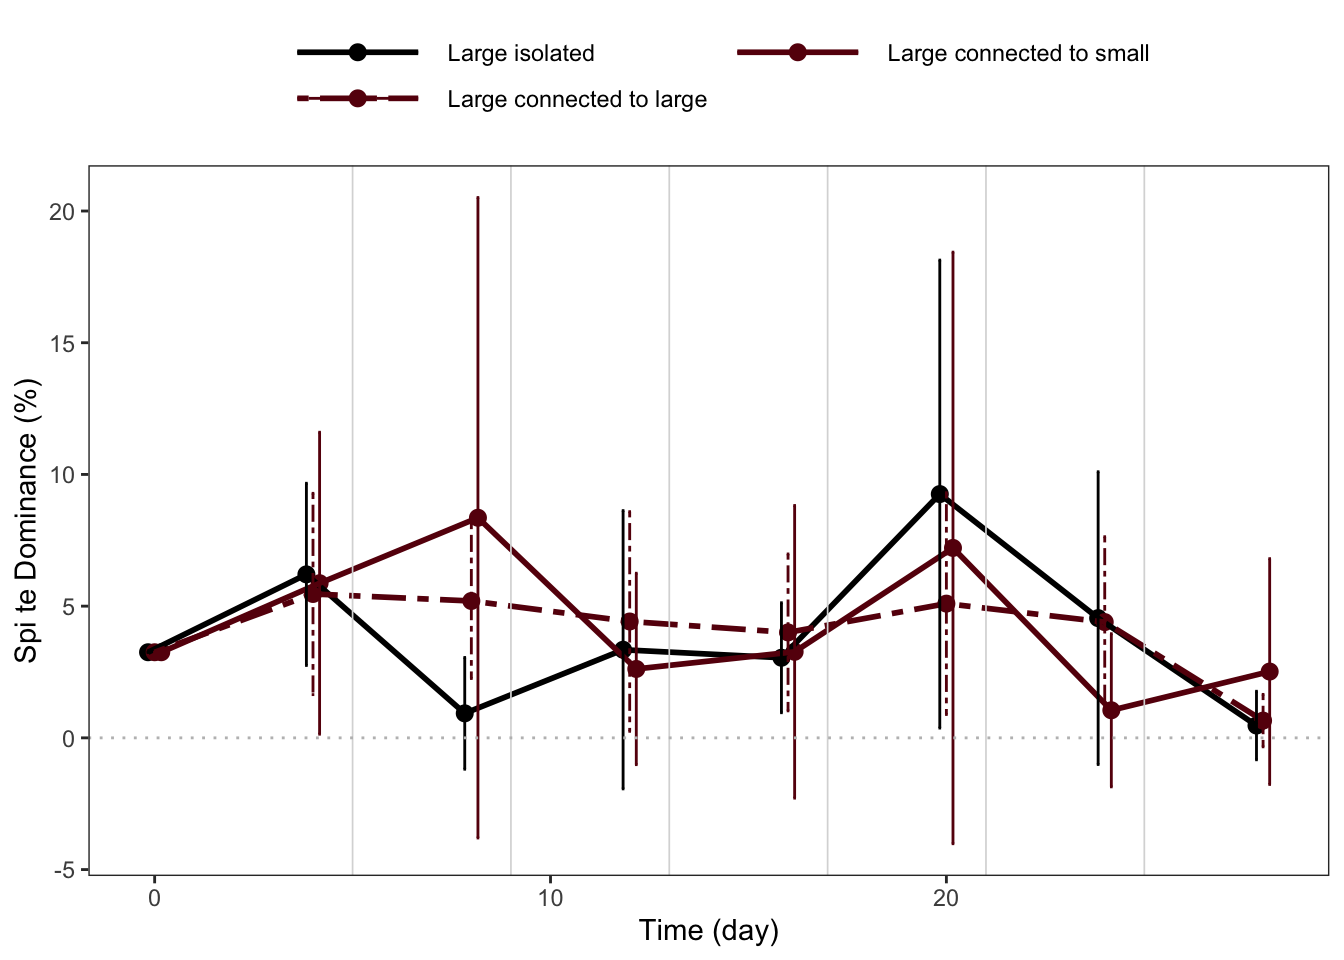 Large isolated
Large connected to small
Large connected to large
Spi te Dominance (%)
20
15
10
5
0
-5
0
10
20
Time (day)